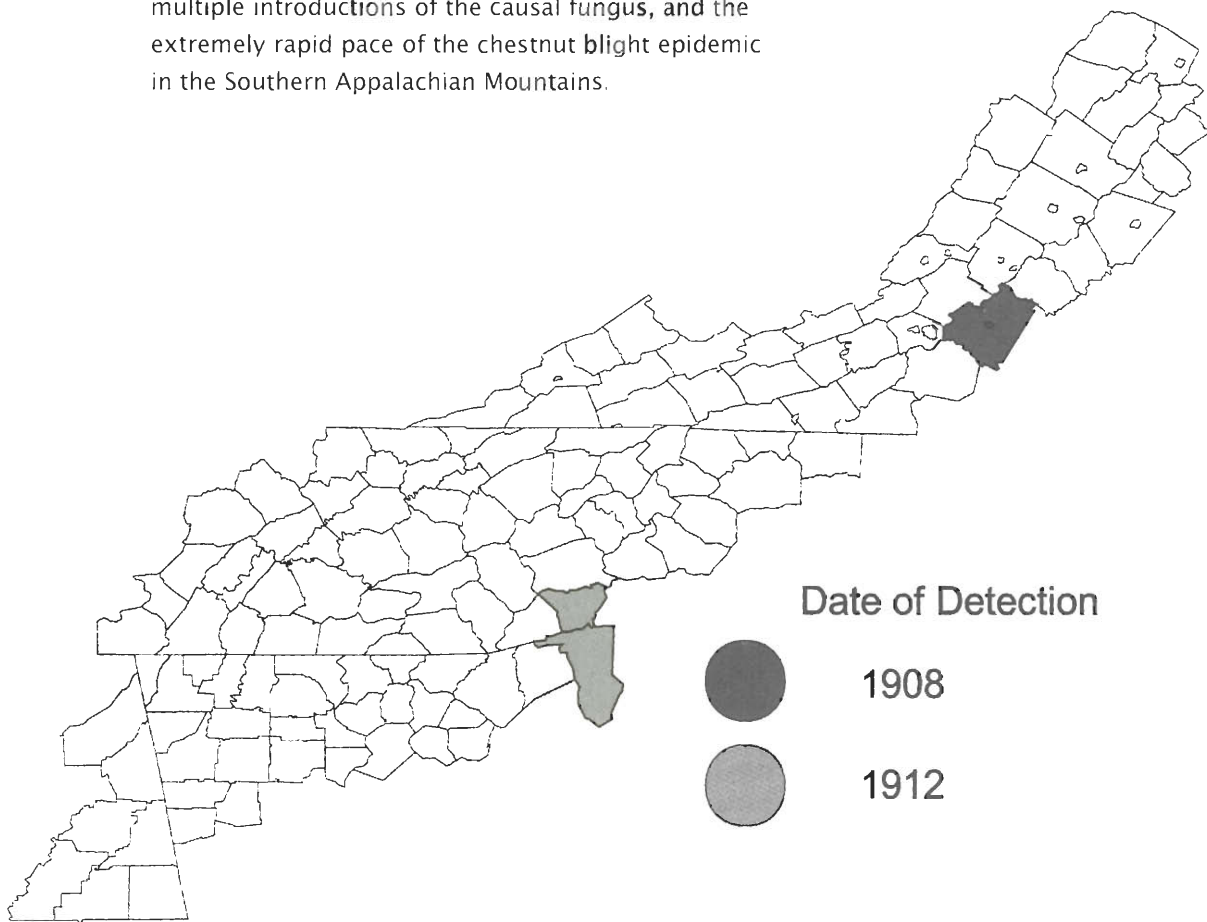 multiple introductions of the causal fungus, and the
extremely rapid pace of the chestnut blight epidemic
in the Southern Appalachian Mountains.
Date of Detection
1908
1912